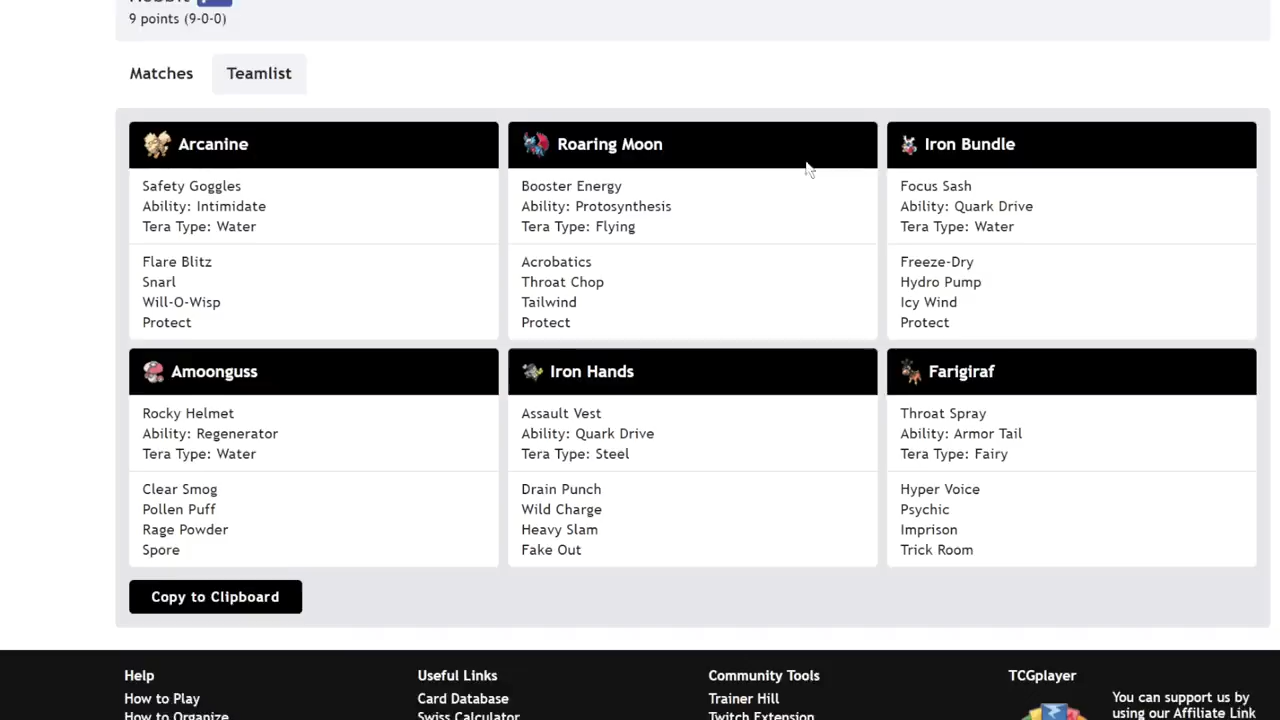 9 points (9-0-0)
Matches
Teamlist
Arcanine
Safety Goggles
Ability: Intimidate
Tera Type: Water
Flare Blitz
Snarl
Will-O-Wisp
Protect
Roaring Moon
Booster Energy
Ability: Protosynthesis
Tera Type: Flying
Acrobatics
Throat Chop
Tailwind
Protect
Iron Bundle
Focus Sash
Ability: Quark Drive
Tera Type: Water
Freeze-Dry
Hydro Pump
Icy Wind
Protect
Amoonguss
Rocky Helmet
Ability: Regenerator
Tera Type: Water
Clear Smog
Pollen Puff
Rage Powder
Spore
Iron Hands
Assault Vest
Ability: Quark Drive
Tera Type: Steel
Drain Punch
Wild Charge
Heavy Slam
Fake Out
Farigiraf
Throat Spray
Ability: Armor Tail
Tera Type: Fairy
Hyper Voice
Psychic
Imprison
Trick Room
Copy to Clipboard
Help
How to Play
How to Organize
Useful Links
Card Database
Swiss Calculator
Community Tools
Trainer Hill
Twitch Extension
TCGplayer
You can support us by
using our Affiliate Link